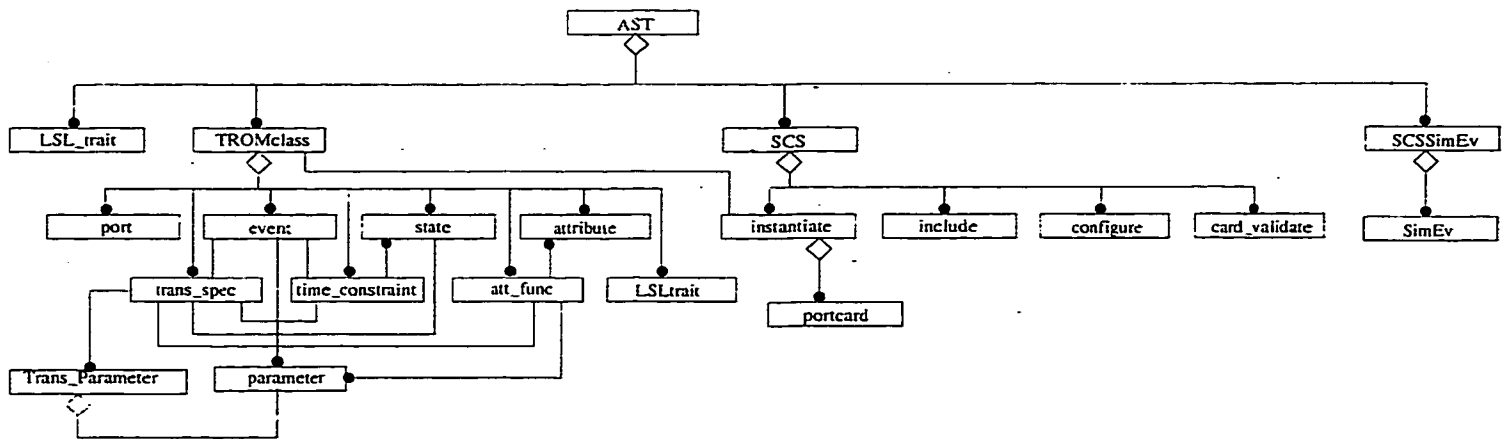 AST
LSL_trait
TROMclass
SCS
SCSSimEv
port
event
state
attribute
instantiate
include
configure
card_validate
SimEv
trans_spec
time_constraint
att_func
LSLtrait
portcard
Trans_Parameter
parameter